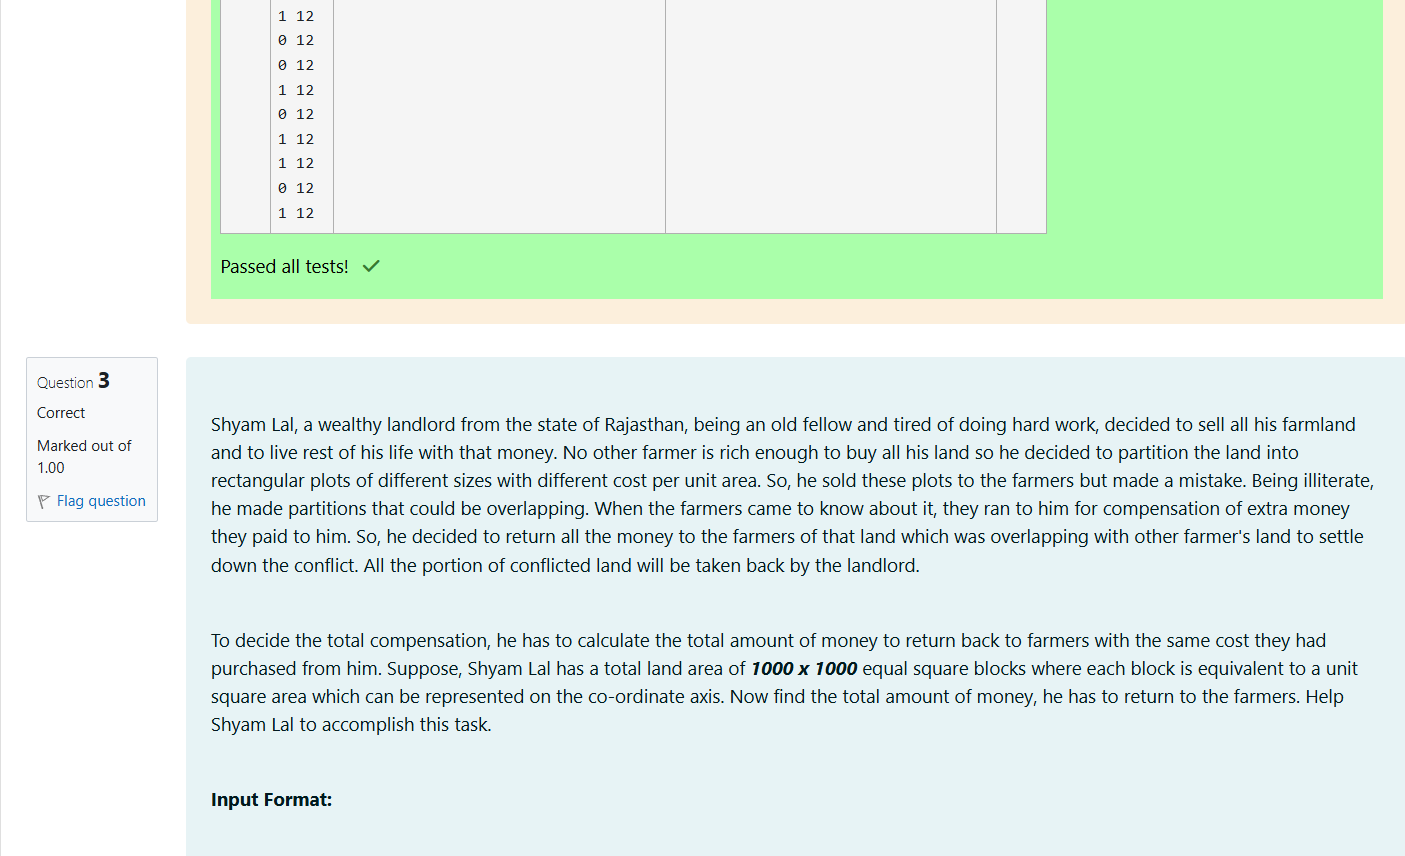 1 12
0 12
0 12
1 12
0 12
1 12
1 12
0 12
1 12
Passed all tests!
Question 3
Correct
Marked out of
1.00
Flag question
Shyam Lal, a wealthy landlord from the state of Rajasthan, being an old fellow and tired of doing hard work, decided to sell all his farmland
and to live rest of his life with that money. No other farmer is rich enough to buy all his land so he decided to partition the land into
rectangular plots of different sizes with different cost per unit area. So, he sold these plots to the farmers but made a mistake. Being illiterate,
he made partitions that could be overlapping. When the farmers came to know about it, they ran to him for compensation of extra money
they paid to him. So, he decided to return all the money to the farmers of that land which was overlapping with other farmer's land to settle
down the conflict. All the portion of conflicted land will be taken back by the landlord.
To decide the total compensation, he has to calculate the total amount of money to return back to farmers with the same cost they had
purchased from him. Suppose, Shyam Lal has a total land area of 1000 x 1000 equal square blocks where each block is equivalent to a unit
square area which can be represented on the co-ordinate axis. Now find the total amount of money, he has to return to the farmers. Help
Shyam Lal to accomplish this task.
Input Format: